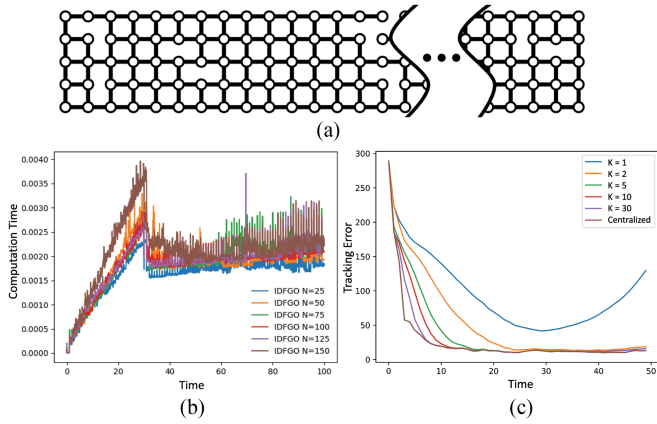 (a)
Computation Time
0.0040
0.0035
0.0030
0.0025
0.0020
0.0015
0.0010
0.0005
0.0000
0
20
40
60
80
100
Time
IDFGO N=25
IDFGO N=50
IDFGO N=75
IDFGO N=100
IDFGO N=125
IDFGO N=150
(b)
Tracking Error
300
250
200
150
100
50
0
0
10
20
30
40
50
Time
K = 1
K = 2
K = 5
K = 10
K = 30
Centralized
(c)